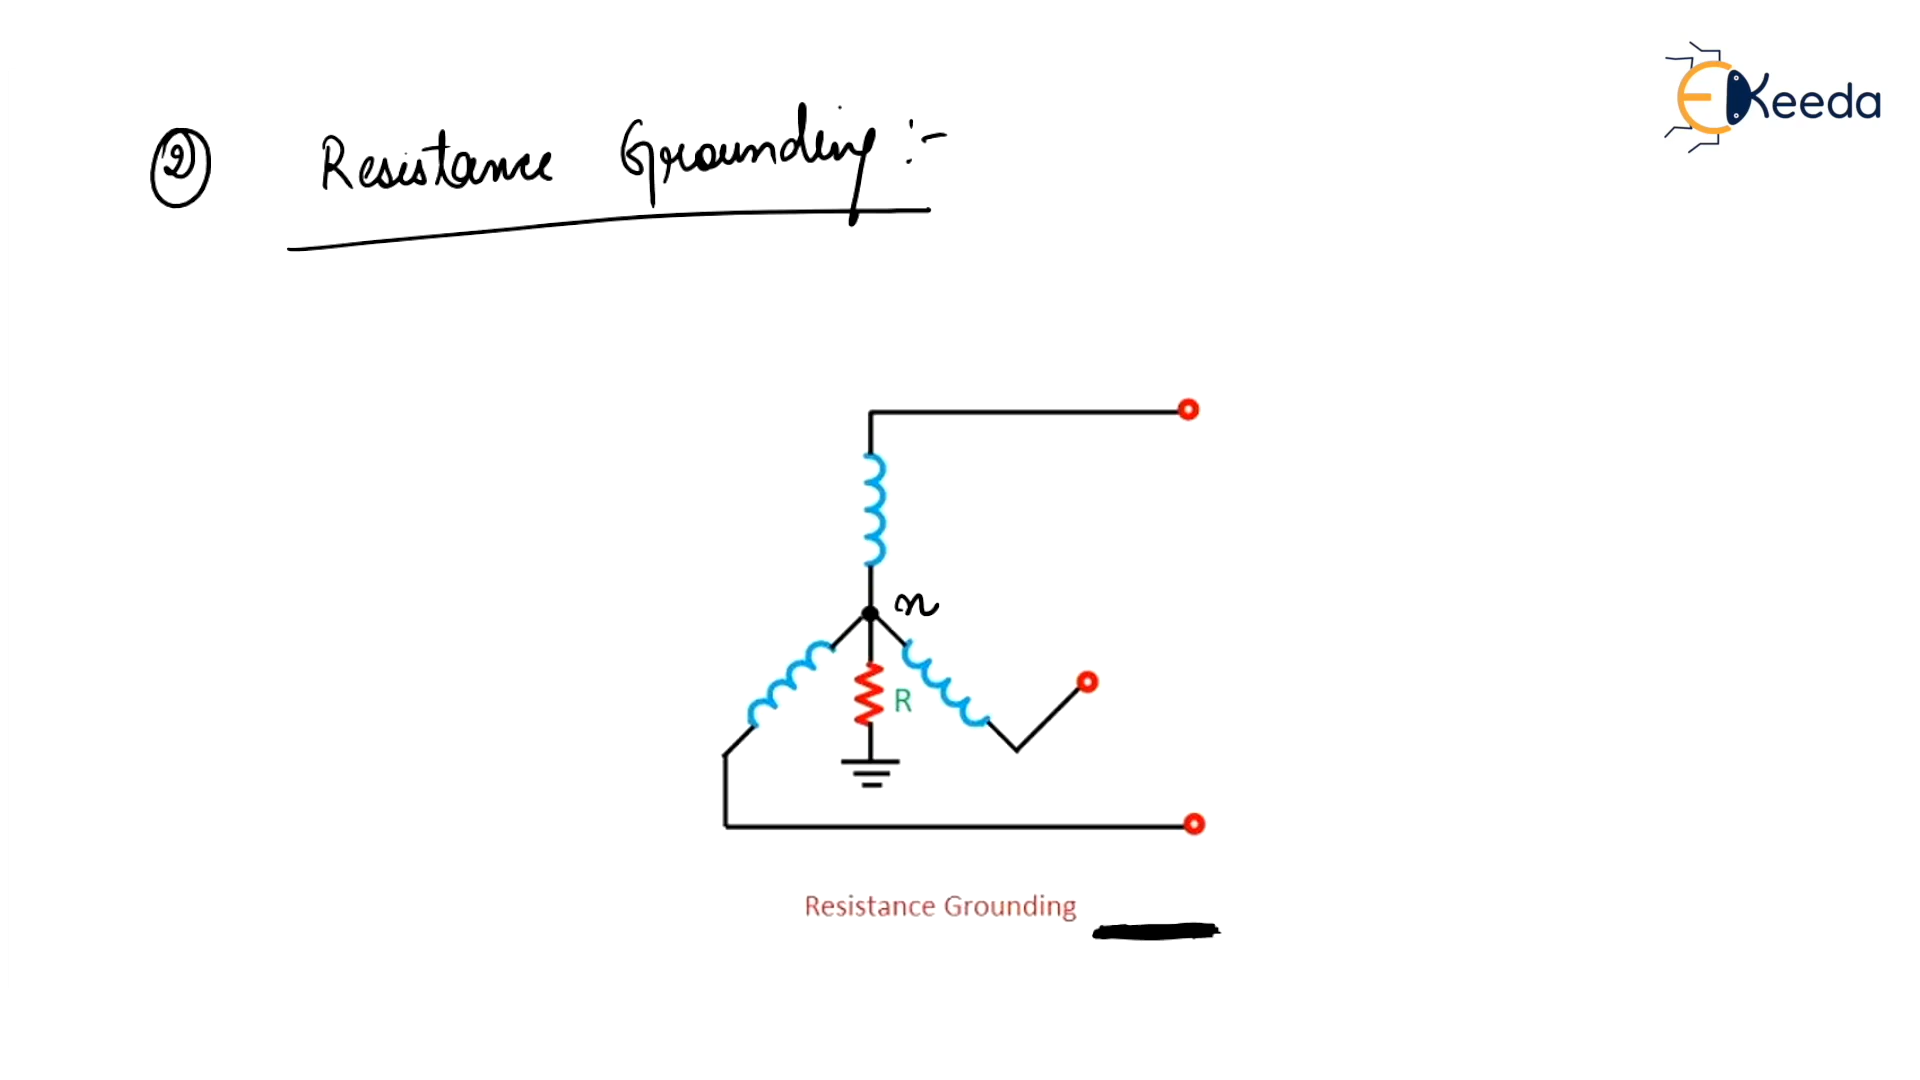 EKeeda
② Resistance Grounding :-
n
R
Resistance Grounding